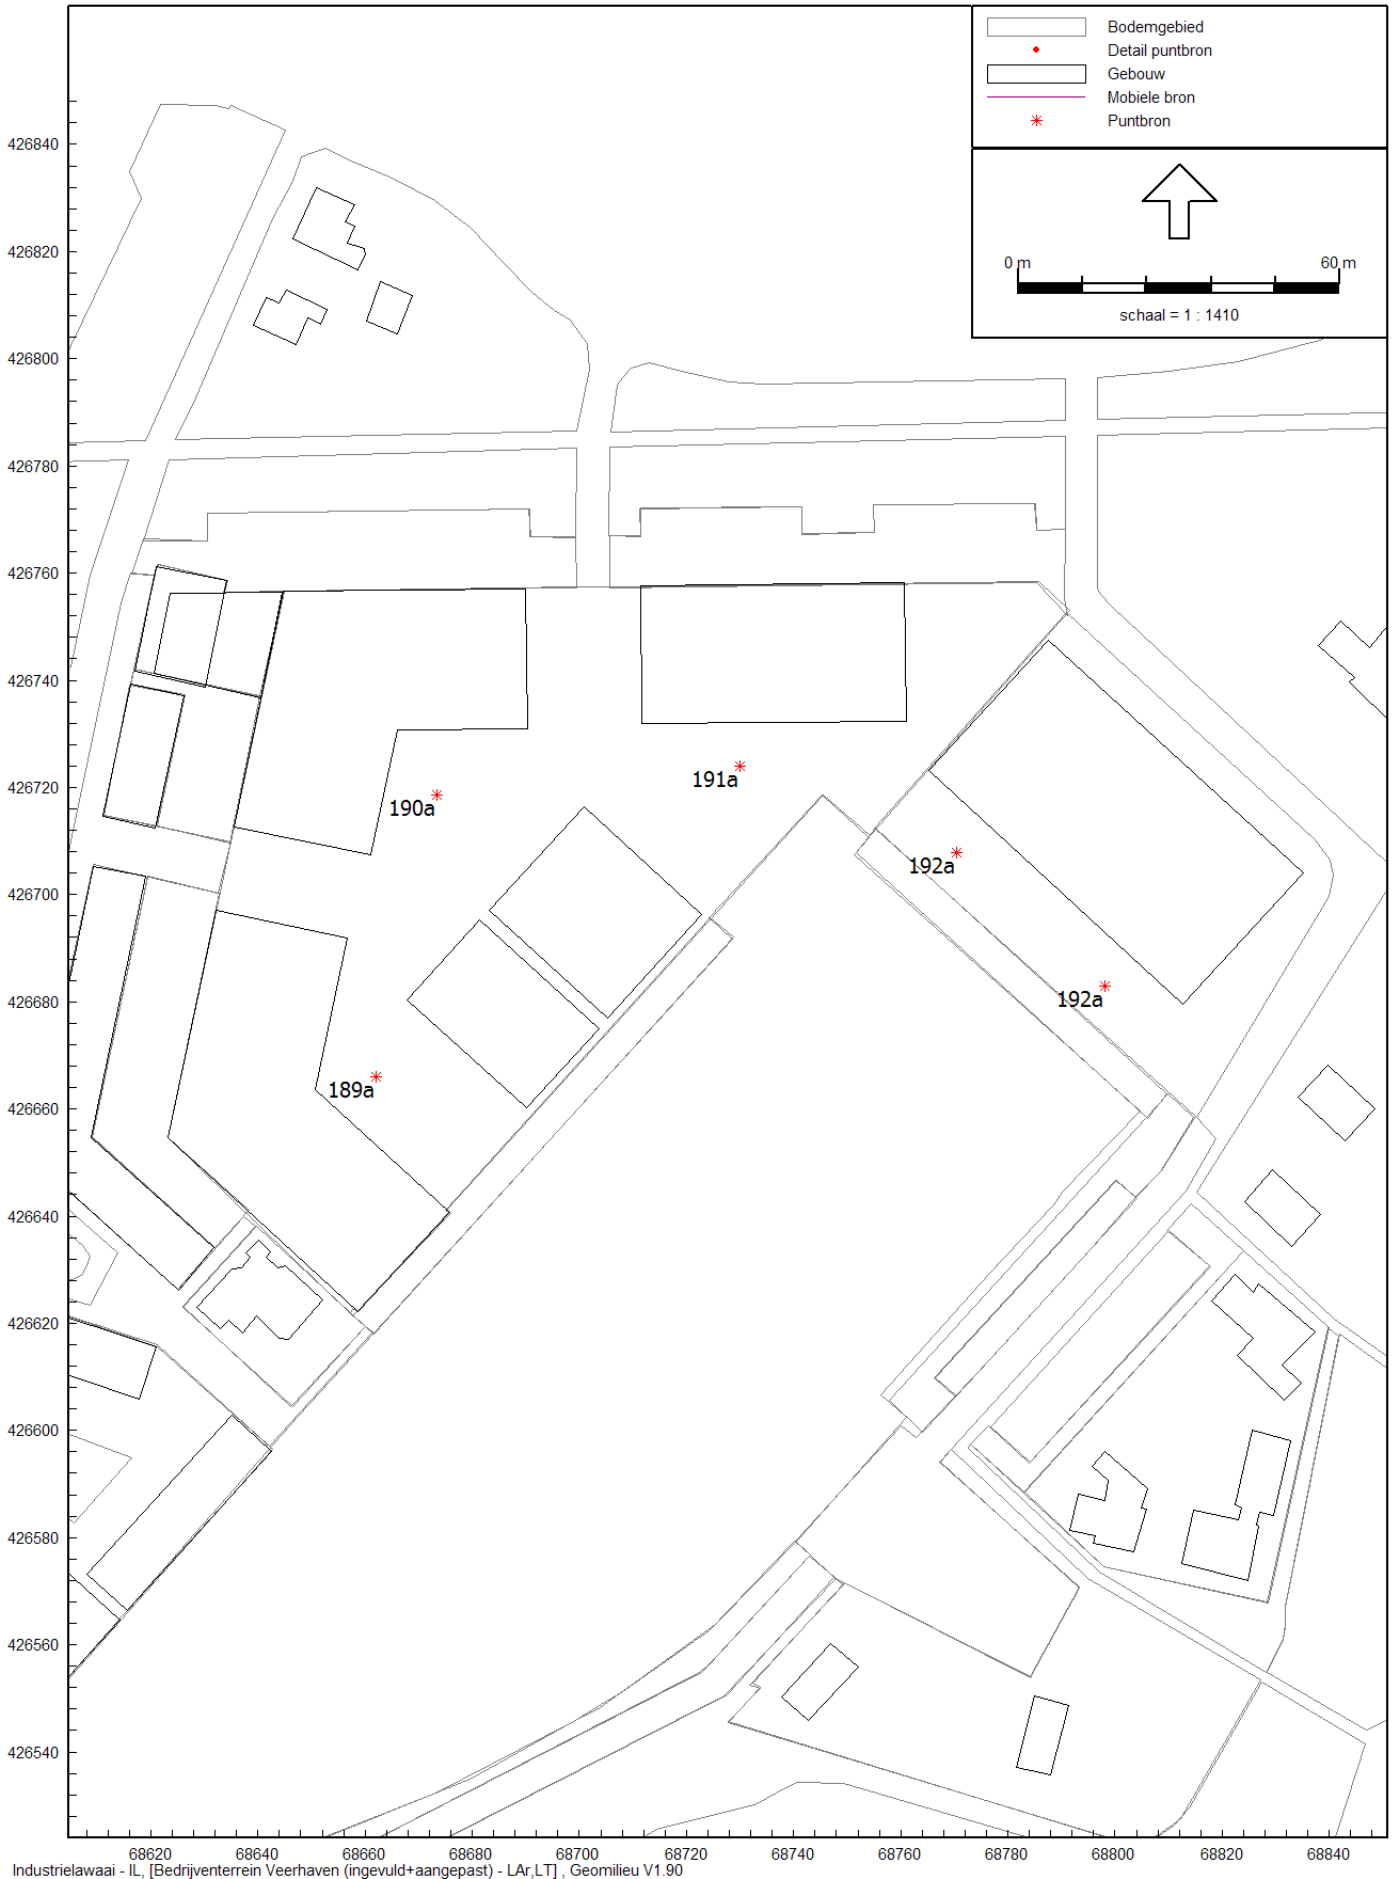 Bodemgebied
Detail puntbron
Gebouw
Mobiele bron
Puntbron
0 m 60 m
schaal = 1 : 1410
426840
426820
426800
426780
426760
426740
426720
426700
426680
426660
426640
426620
426600
426580
426560
426540
191a
190a
192a
192a
189a
68620 68640 68660 68680 68700 68720 68740 68760 68780 68800 68820 68840
Industrielawaai - IL, [Bedrijventerrein Veerhaven (ingevuld+aangepast) - LAr,LT] , Geomilieu V1.90